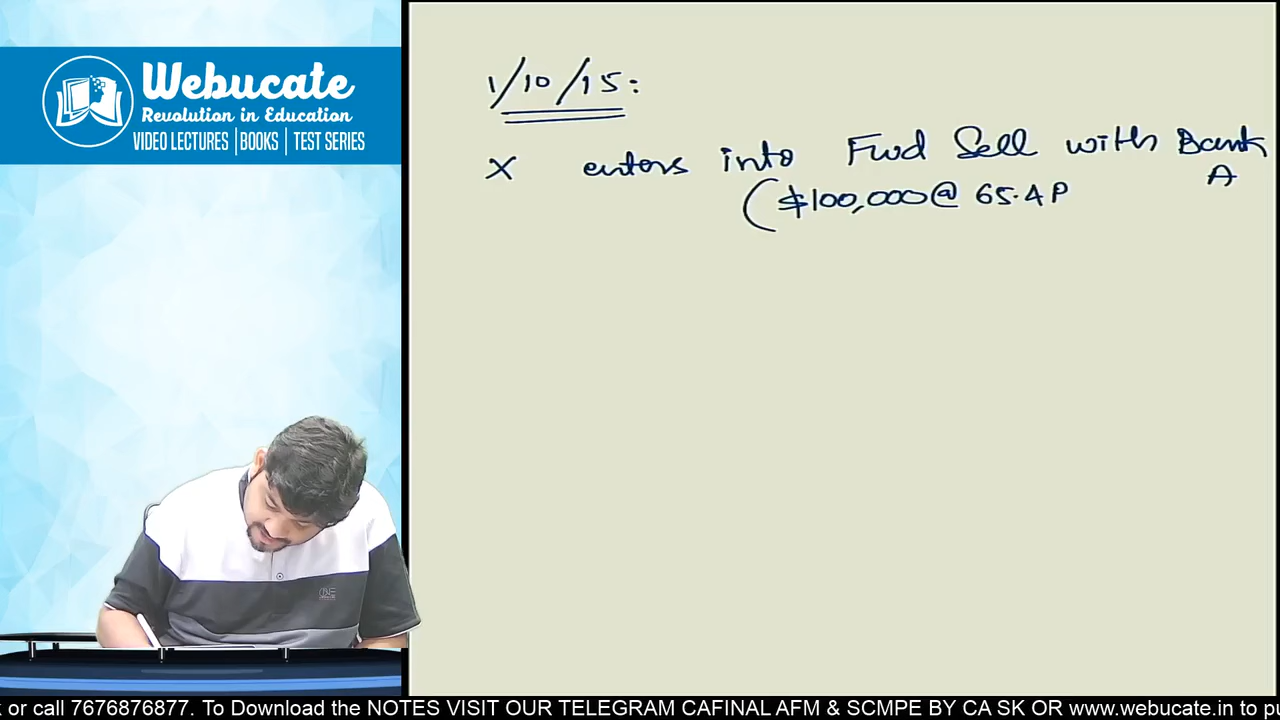 Webucate
Revolution in Education
VIDEO LECTURES | BOOKS | TEST SERIES
1/10/15:
X enters into Fwd Sell with Bank A
($100,000@ 65.4P
k or call 7676876877. To Download the NOTES VISIT OUR TELEGRAM CAFINAL AFM & SCMPE BY CA SK OR www.webucate.in to pu